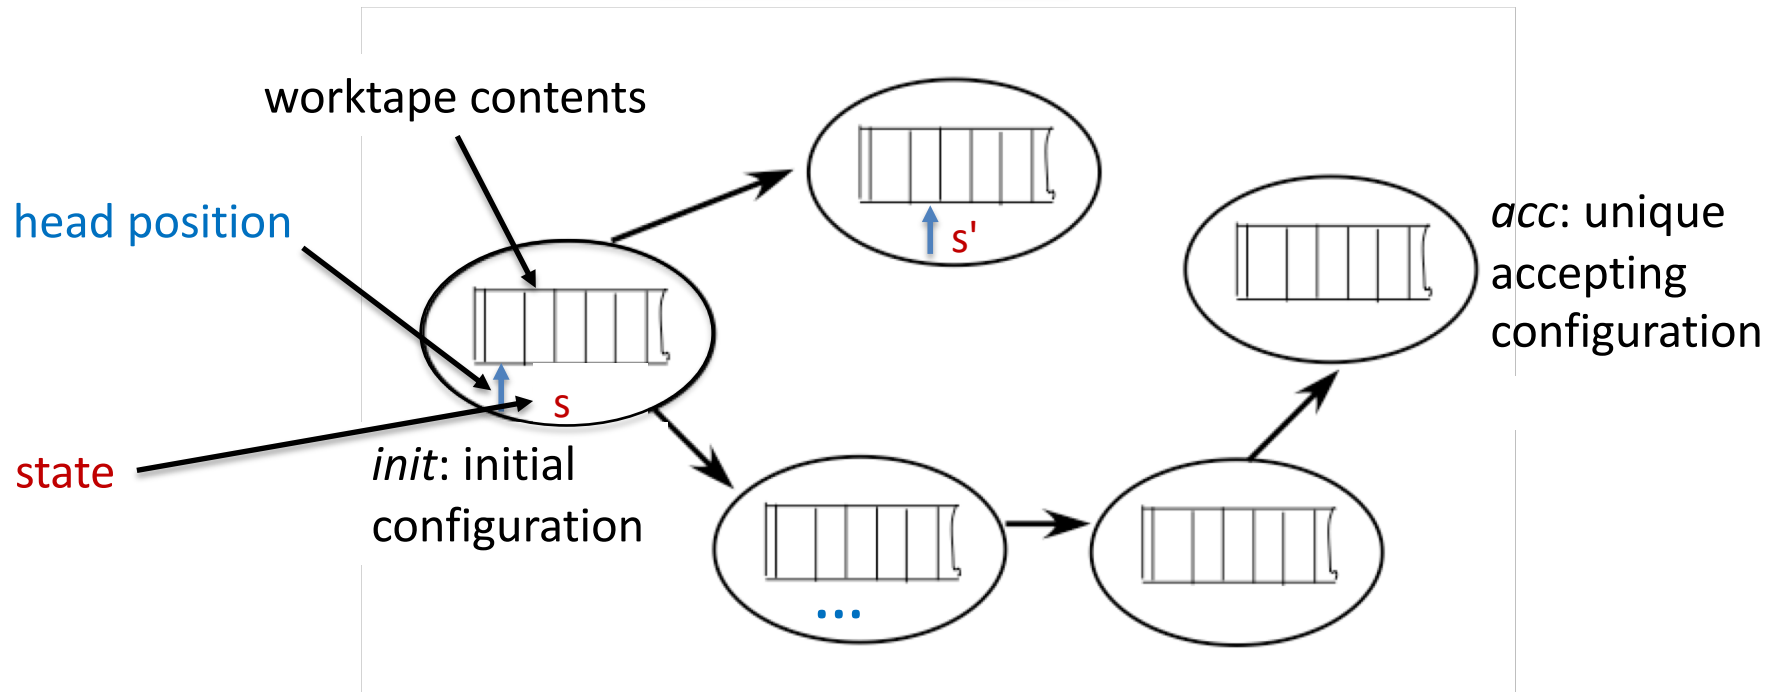 worktape contents
head position
s'
acc: unique
accepting
configuration
s
state
init: initial
configuration
...